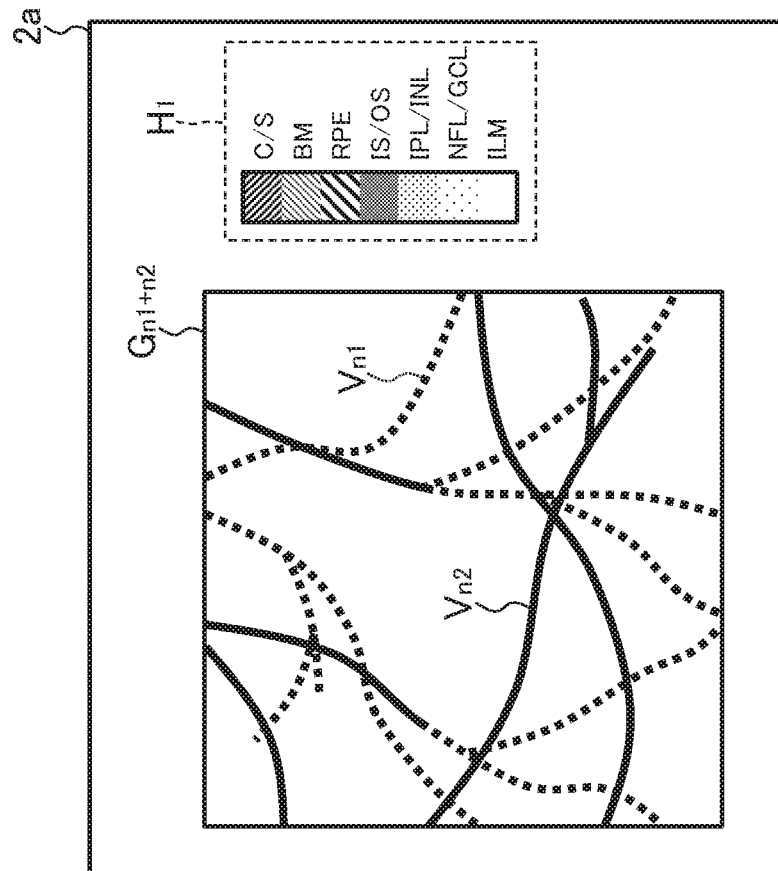 2a
H1
C/S
BM
RPE
IS/OS
IPL/INL
NFL/GCL
ILM
Gn1+n2
Vn1
Vn2